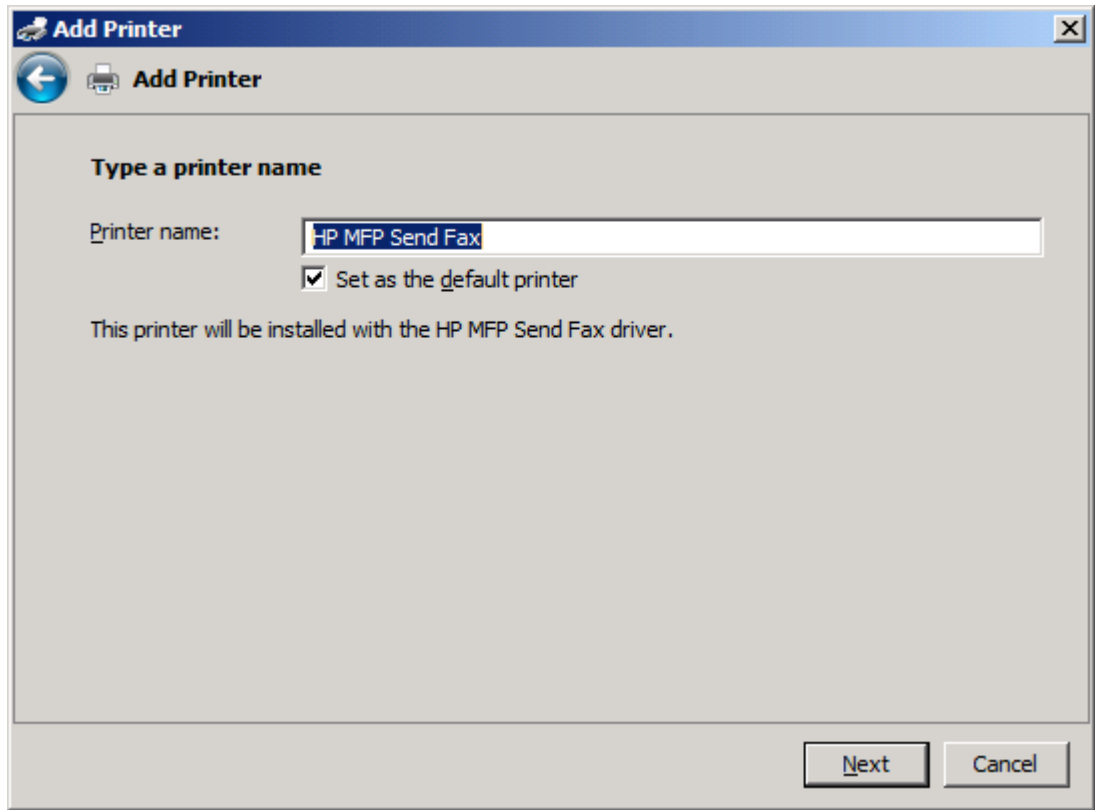 Add Printer
Add Printer
Type a printer name
Printer name: HP MFP Send Fax
Set as the default printer
This printer will be installed with the HP MFP Send Fax driver.
Next Cancel